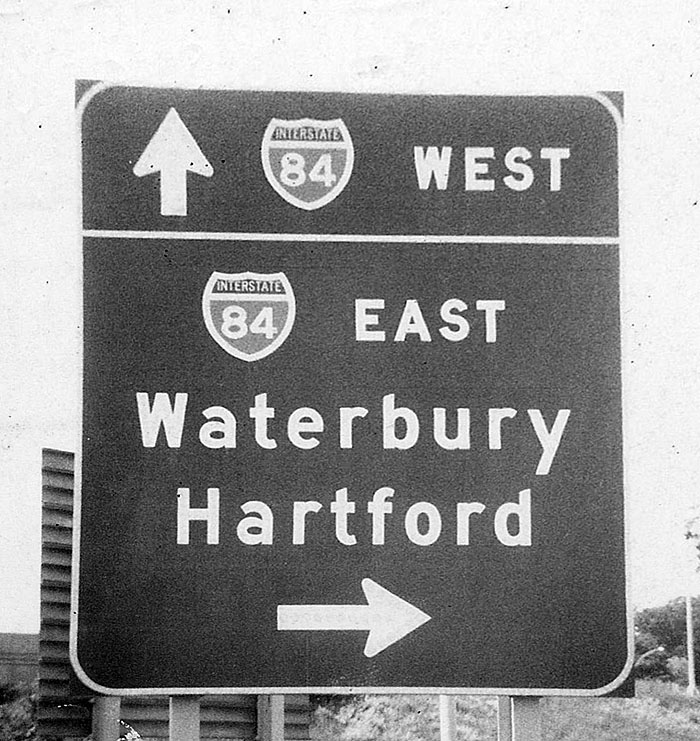 INTERSTATE
84 WEST
INTERSTATE
84 EAST
Waterbury
Hartford